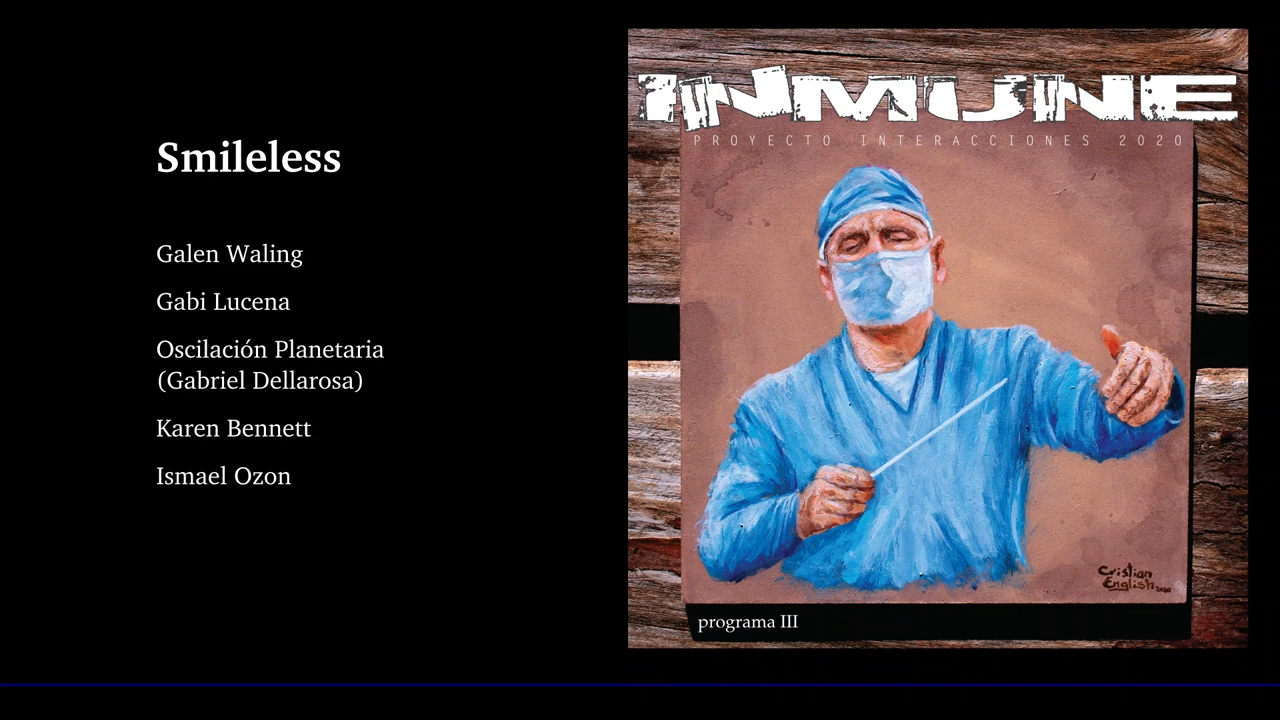 Smileless
Galen Waling
Gabi Lucena
Oscilación Planetaria
(Gabriel Dellarosa)
Karen Bennett
Ismael Ozon
INMUNE
PROYECTO INTERACCIONES 2020
Cristian
English
programa III